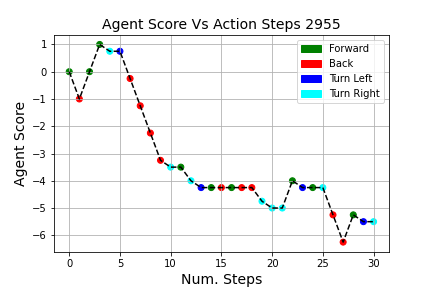 Agent Score Vs Action Steps 2955
Forward
Back
Turn Left
Turn Right
Agent Score
1
0
−1
−2
−3
−4
−5
−6
0 5 10 15 20 25 30
Num. Steps